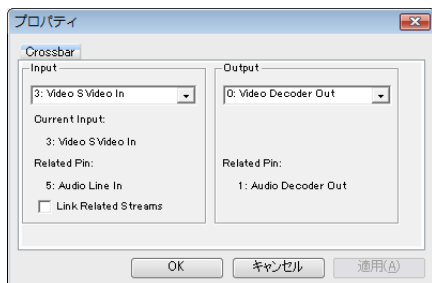 プロパティ
Crossbar
Input
3: Video SVideo In
Current Input:
3: Video SVideo In
Related Pin:
5: Audio Line In
Link Related Streams
Output
0: Video Decoder Out
Related Pin:
1: Audio Decoder Out
OK
キャンセル
適用(A)